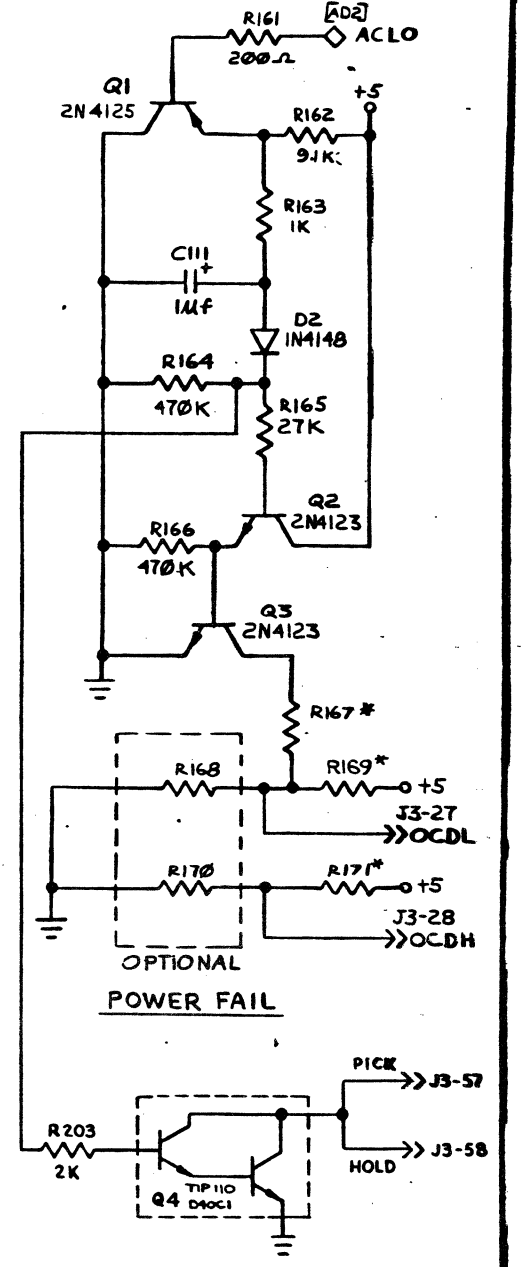 [AD2]
R161
ACLO
200Ω
Q1
2N4125
+5
R162
9.1K
R163
1K
C111
+
1µf
D2
1N4148
R164
470K
R165
27K
Q2
2N4123
R166
470K
Q3
2N4123
R167*
R168
R169*
+5
J3-27
OCDL
R170
R171*
+5
J3-28
OCDH
OPTIONAL
POWER FAIL
PICK
J3-57
R203
2K
HOLD
J3-58
Q4
TIP110
D40C1